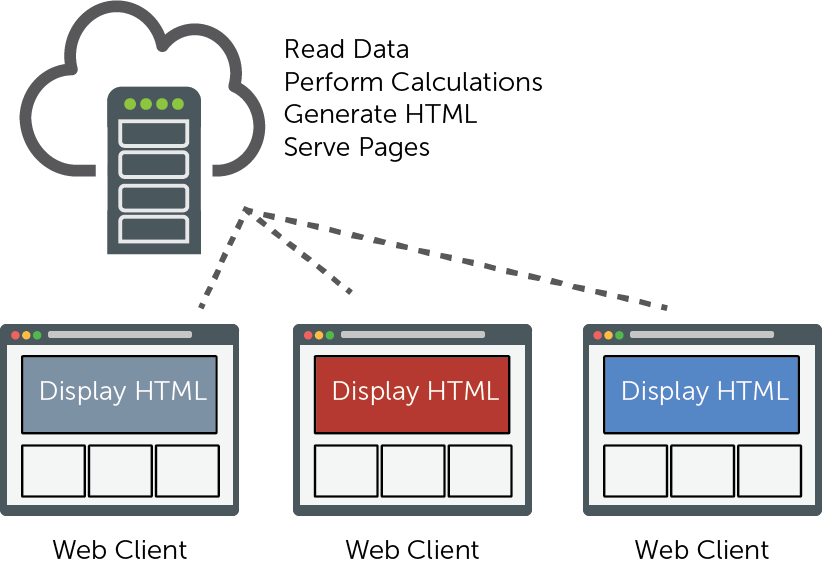 Read Data
Perform Calculations
Generate HTML
Serve Pages
Display HTML
Display HTML
Display HTML
Web Client
Web Client
Web Client